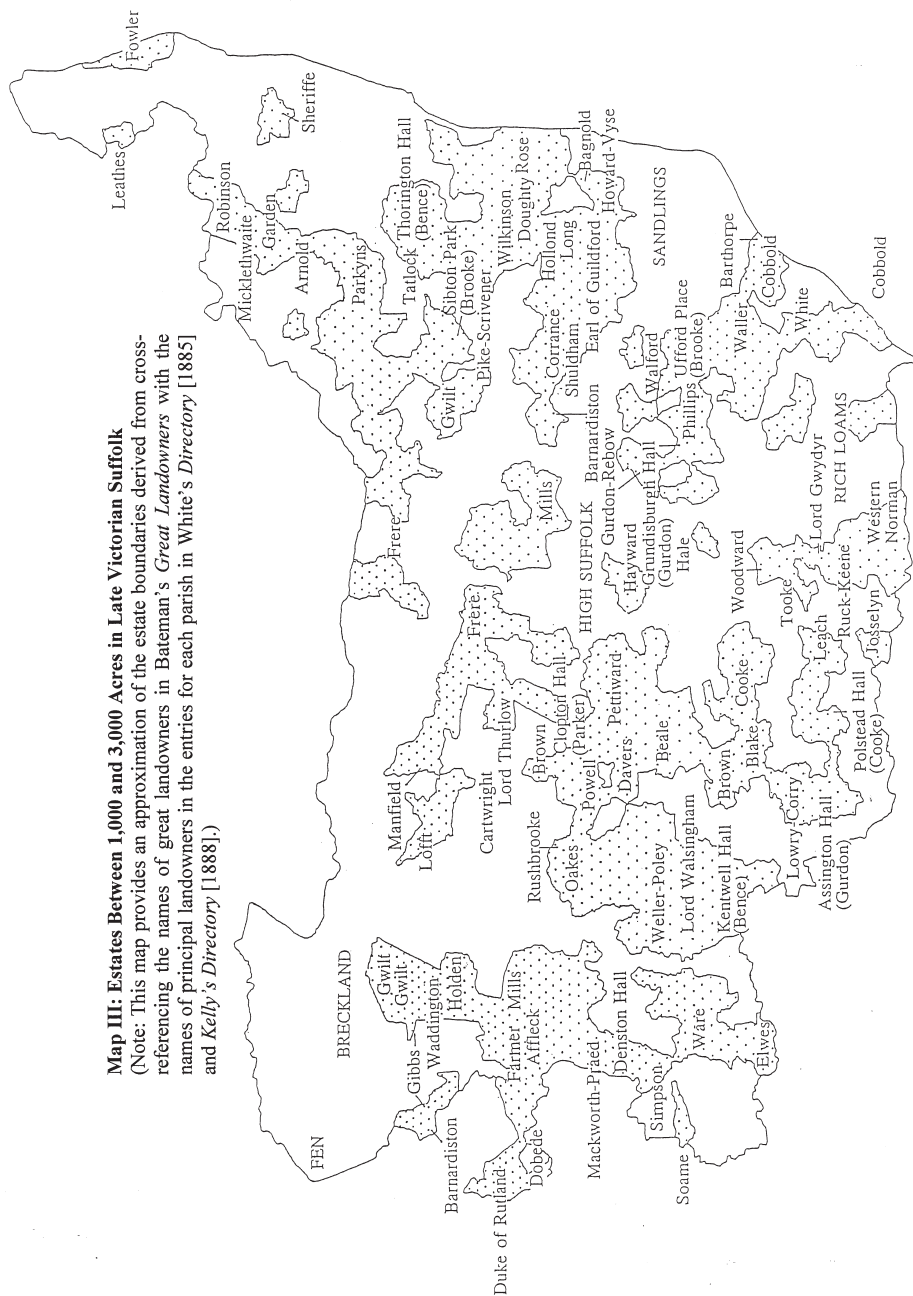 Map III: Estates Between 1,000 and 3,000 Acres in Late Victorian Suffolk
(Note: This map provides an approximation of the estate boundaries derived from cross-
referencing the names of great landowners in Bateman's Great Landowners with the
names of principal landowners in the entries for each parish in White's Directory [1885]
and Kelly's Directory [1888].)
Fowler
Leathes
Sheriffe
Robinson
Micklethwaite
Garden
Arnold
Parkyns
Tatlock
Thorington Hall
(Bence)
Sibton Park
(Brooke)
Pike-Scrivener
Gwilt
Wilkinson
Doughty Rose
Bagnold
Howard-Vyse
Hollond
Long
Corrance
Shuldham
Earl of Guildford
SANDLINGS
Barnardiston
Gurdon-Rebow
Walford
Ufford Place
(Brooke)
Phillips
Barthorpe
Cobbold
Waller
White
Cobbold
Frere
Mills
HIGH SUFFOLK
Hayward
Grundisburgh Hall
(Gurdon)
Hale
Lord Gwydyr
RICH LOAMS
Woodward
Tooke
Ruck-Keene
Western
Norman
Leach
Josselyn
Polstead Hall
(Cooke)
Frere
Manfield
Lofft
Cartwright
Lord Thurlow
Brown
Clopton Hall
(Parker)
Pettiward
Powell
Davers
Beale
Cooke
Brown
Blake
Lowry-Corry
Assington Hall
(Gurdon)
Rushbrooke
Oakes
Weller-Poley
Lord Walsingham
Kentwell Hall
(Bence)
BRECKLAND
FEN
Gwilt
Gwilt
Gibbs
Waddington
Holden
Barnardiston
Mills
Farmer
Affleck
Duke of Rutland
Dobede
Mackworth-Praed
Denston Hall
Simpson
Soame
Ware
Elwes